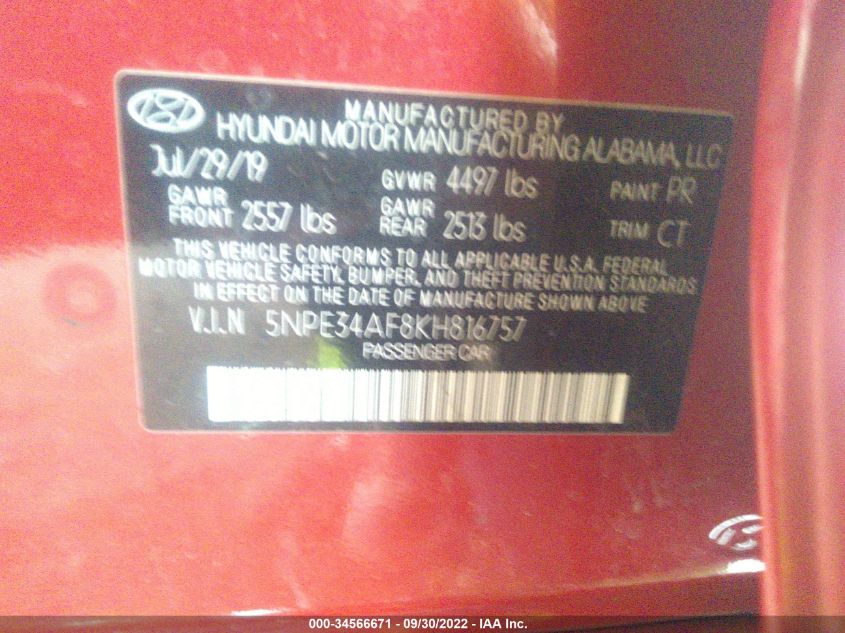 MANUFACTURED BY
HYUNDAI MOTOR MANUFACTURING ALABAMA, LLC
Jul/29/19 GVWR 4497 lbs PAINT PR
GAWR FRONT 2557 lbs GAWR REAR 2513 lbs TRIM CT
THIS VEHICLE CONFORMS TO ALL APPLICABLE U.S.A. FEDERAL
MOTOR VEHICLE SAFETY, BUMPER, AND THEFT PREVENTION STANDARDS
IN EFFECT ON THE DATE OF MANUFACTURE SHOWN ABOVE
V.I.N 5NPE34AF8KH816757
PASSENGER CAR
000-34566671 - 09/30/2022 - IAA Inc.